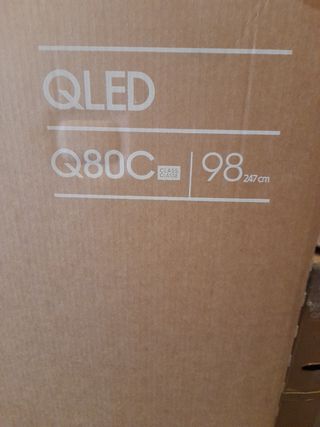 QLED
Q80C CLASS CLASSE 98 247 cm